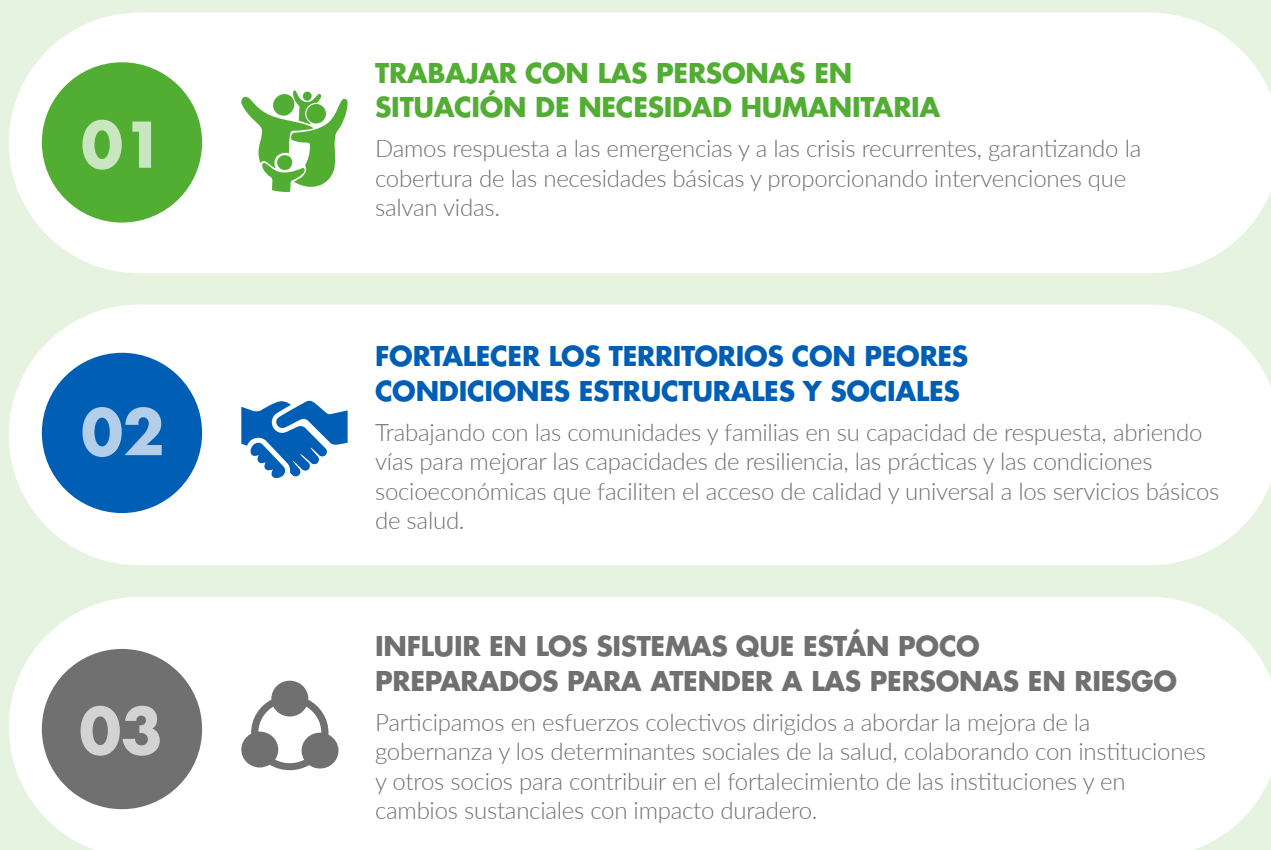 01
TRABAJAR CON LAS PERSONAS EN
SITUACIÓN DE NECESIDAD HUMANITARIA
Damos respuesta a las emergencias y a las crisis recurrentes, garantizando la
cobertura de las necesidades básicas y proporcionando intervenciones que
salvan vidas.
02
FORTALECER LOS TERRITORIOS CON PEORES
CONDICIONES ESTRUCTURALES Y SOCIALES
Trabajando con las comunidades y familias en su capacidad de respuesta, abriendo
vías para mejorar las capacidades de resiliencia, las prácticas y las condiciones
socioeconómicas que faciliten el acceso de calidad y universal a los servicios básicos
de salud.
03
INFLUIR EN LOS SISTEMAS QUE ESTÁN POCO
PREPARADOS PARA ATENDER A LAS PERSONAS EN RIESGO
Participamos en esfuerzos colectivos dirigidos a abordar la mejora de la
gobernanza y los determinantes sociales de la salud, colaborando con instituciones
y otros socios para contribuir en el fortalecimiento de las instituciones y en
cambios sustanciales con impacto duradero.